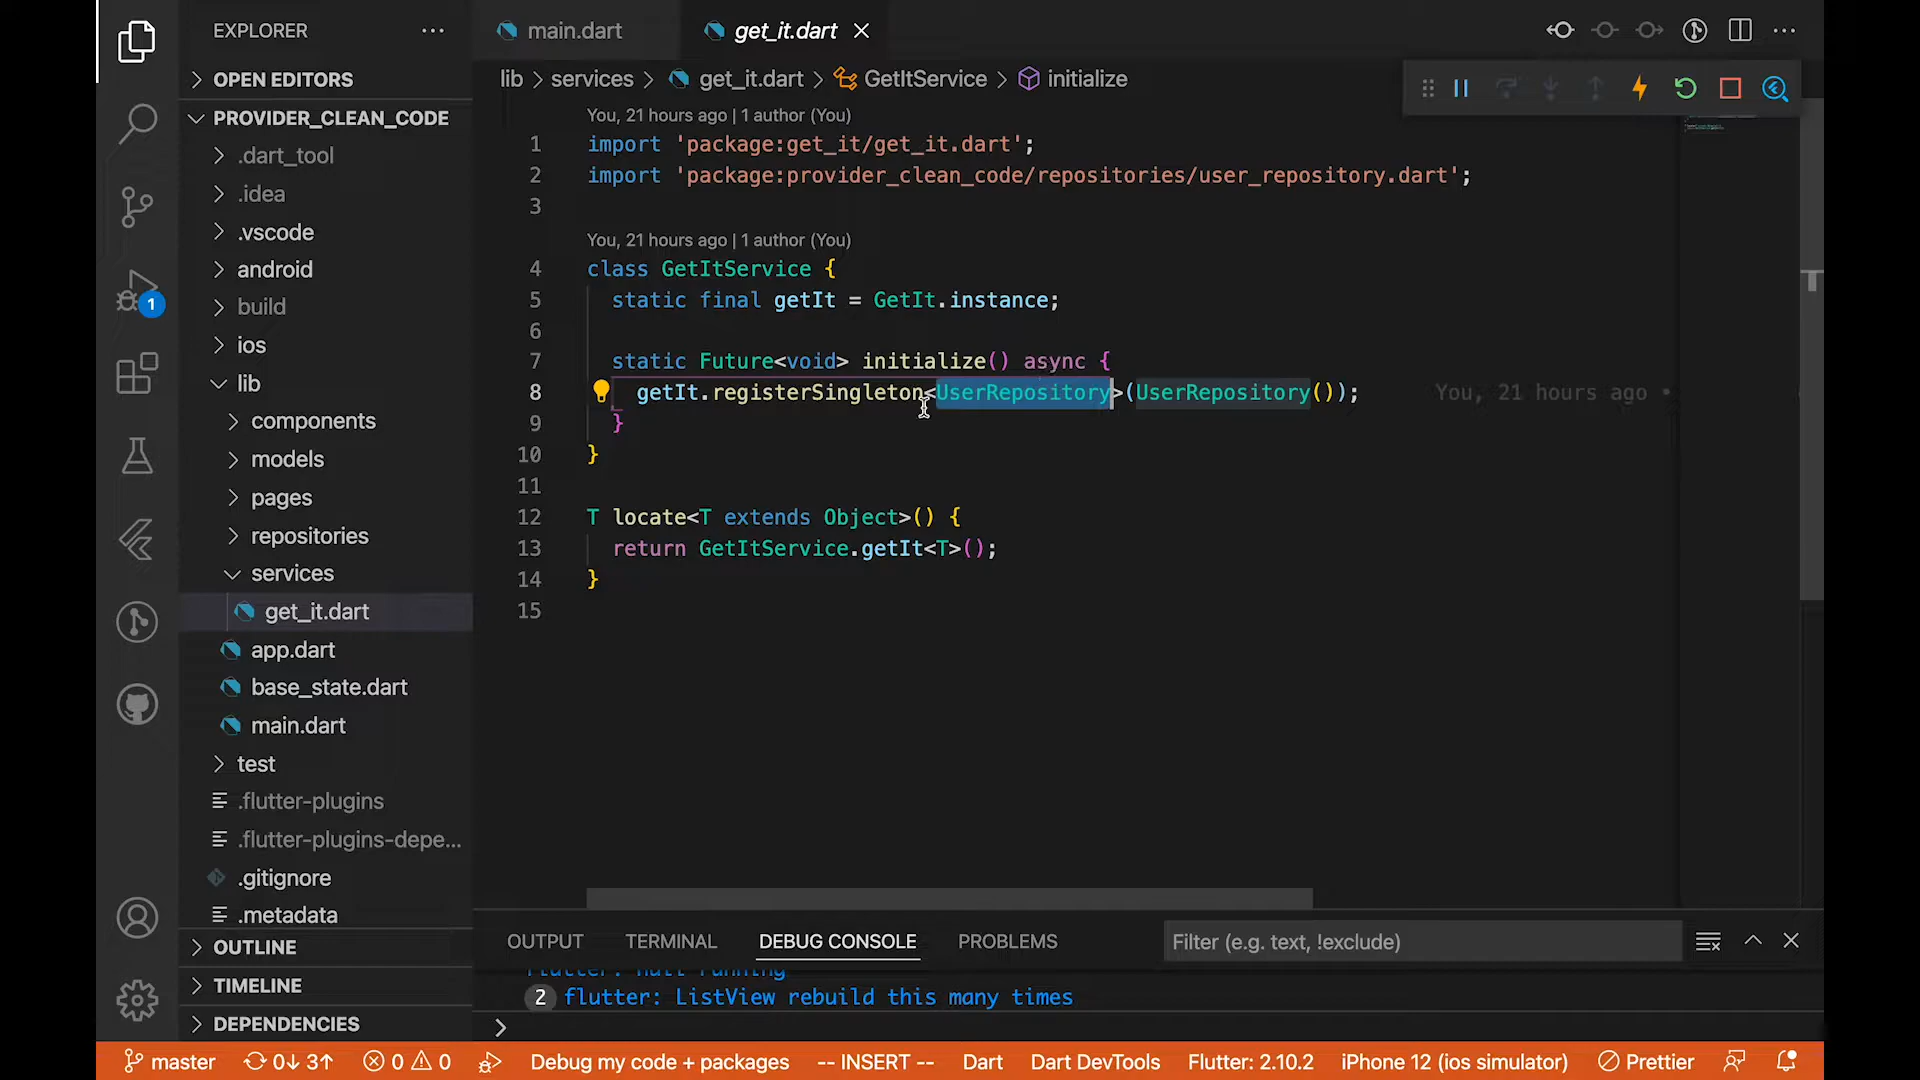 EXPLORER
OPEN EDITORS
PROVIDER_CLEAN_CODE
.dart_tool
.idea
.vscode
android
build
ios
lib
components
models
pages
repositories
services
get_it.dart
app.dart
base_state.dart
main.dart
test
.flutter-plugins
.flutter-plugins-depe...
.gitignore
.metadata
OUTLINE
TIMELINE
DEPENDENCIES
1
main.dart
get_it.dart
lib > services > get_it.dart > GetItService > initialize
You, 21 hours ago | 1 author (You)
1 import 'package:get_it/get_it.dart';
2 import 'package:provider_clean_code/repositories/user_repository.dart';
3
You, 21 hours ago | 1 author (You)
4 class GetItService {
5 static final getIt = GetIt.instance;
6
7 static Future<void> initialize() async {
8 getIt.registerSingleton<UserRepository>(UserRepository()); You, 21 hours ago •
9 }
10 }
11
12 T locate<T extends Object>() {
13 return GetItService.getIt<T>();
14 }
15
OUTPUT TERMINAL DEBUG CONSOLE PROBLEMS Filter (e.g. text, !exclude)
flutter: null running
2 flutter: ListView rebuild this many times
master 0↓ 3↑ 0 0 Debug my code + packages -- INSERT -- Dart Dart DevTools Flutter: 2.10.2 iPhone 12 (ios simulator) Prettier